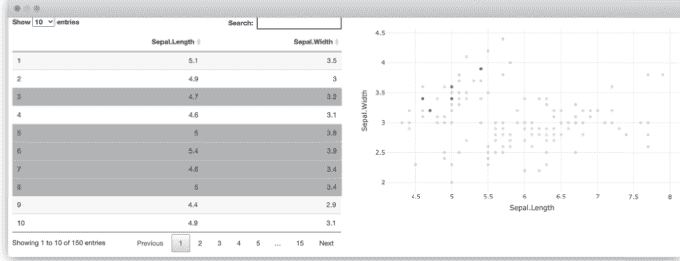 Show 10 entries Search:
Sepal.Length Sepal.Width
1 5.1 3.5
2 4.9 3
3 4.7 3.2
4 4.6 3.1
5 5 3.6
6 5.4 3.9
7 4.6 3.4
8 5 3.4
9 4.4 2.9
10 4.9 3.1
Showing 1 to 10 of 150 entries Previous 1 2 3 4 5 ... 15 Next
4.5
4
3.5
3
2.5
2
Sepal.Width
4.5 5 5.5 6 6.5 7 7.5 8
Sepal.Length